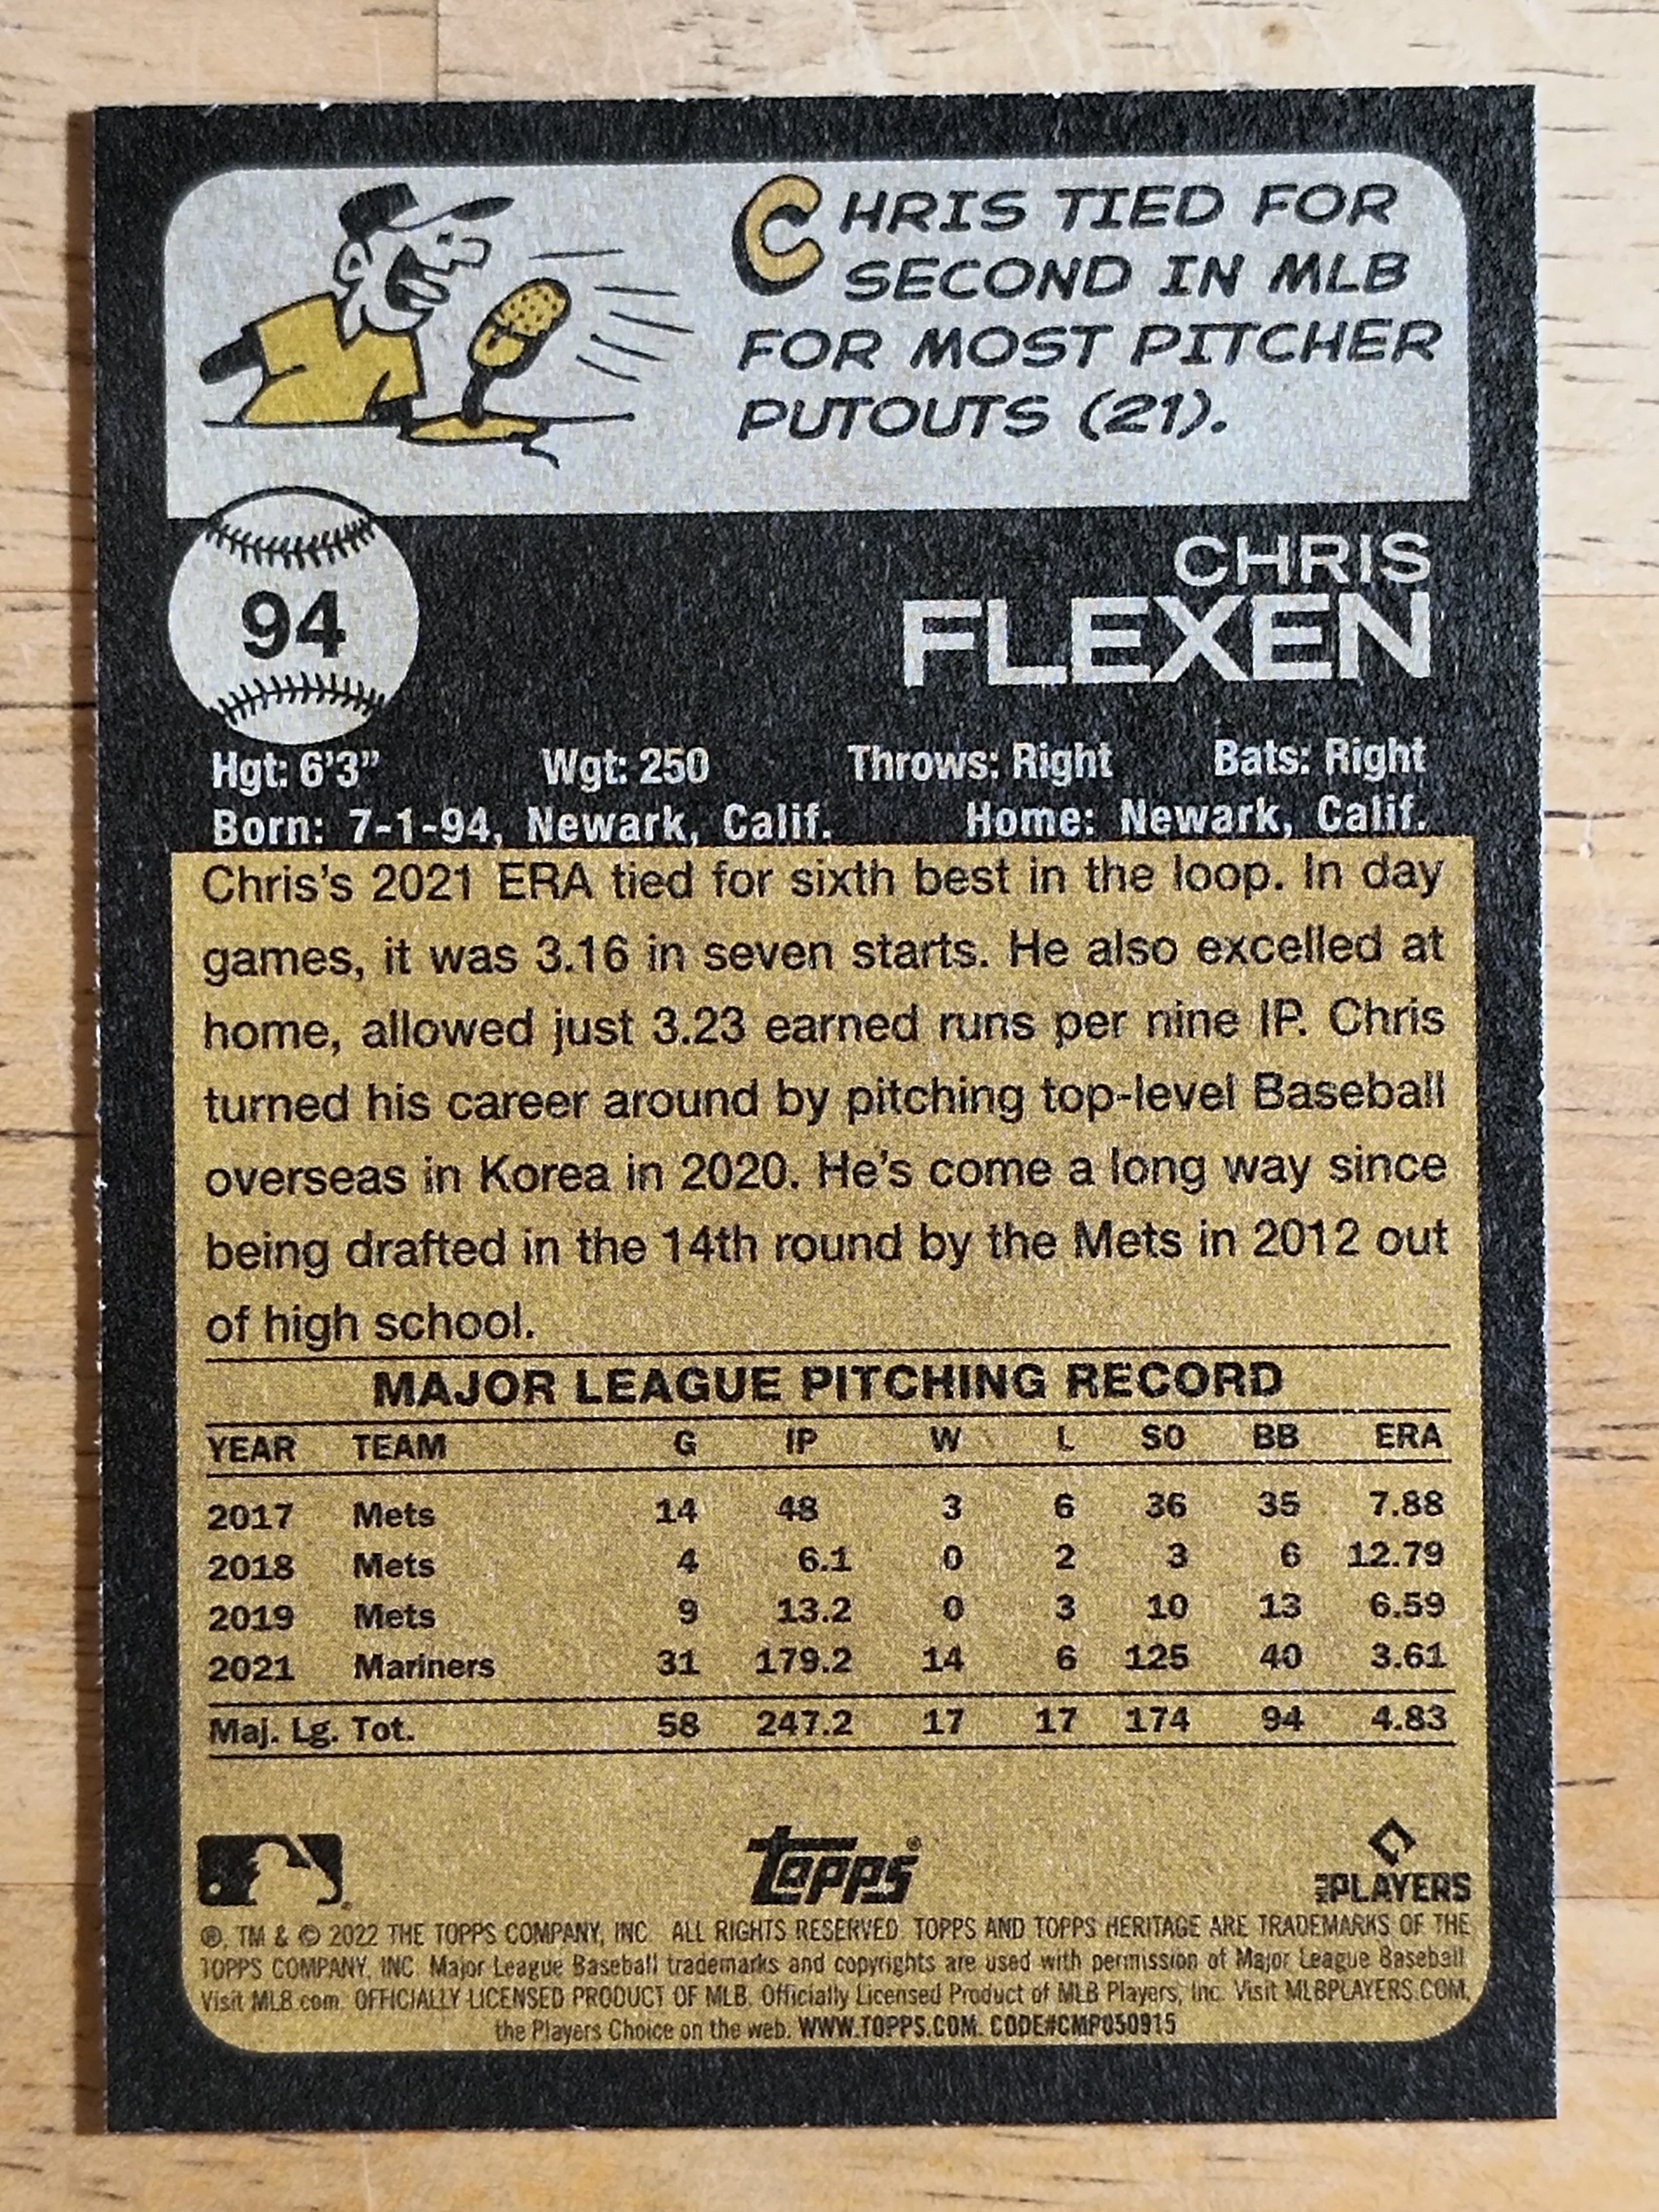 CHRIS TIED FOR
SECOND IN MLB
FOR MOST PITCHER
PUTOUTS (21).
94
CHRIS
FLEXEN
Hgt: 6'3" Wgt: 250 Throws: Right Bats: Right
Born: 7-1-94, Newark, Calif. Home: Newark, Calif.
Chris's 2021 ERA tied for sixth best in the loop. In day
games, it was 3.16 in seven starts. He also excelled at
home, allowed just 3.23 earned runs per nine IP. Chris
turned his career around by pitching top-level Baseball
overseas in Korea in 2020. He's come a long way since
being drafted in the 14th round by the Mets in 2012 out
of high school.
MAJOR LEAGUE PITCHING RECORD
YEAR TEAM G IP W L SO BB ERA
2017 Mets 14 48 3 6 36 35 7.88
2018 Mets 4 6.1 0 2 3 6 12.79
2019 Mets 9 13.2 0 3 10 13 6.59
2021 Mariners 31 179.2 14 6 125 40 3.61
Maj. Lg. Tot. 58 247.2 17 17 174 94 4.83
topps® MLB PLAYERS
®, TM & © 2022 THE TOPPS COMPANY, INC. ALL RIGHTS RESERVED. TOPPS AND TOPPS HERITAGE ARE TRADEMARKS OF THE
TOPPS COMPANY, INC. Major League Baseball trademarks and copyrights are used with permission of Major League Baseball.
Visit MLB.com. OFFICIALLY LICENSED PRODUCT OF MLB. Officially Licensed Product of MLB Players, Inc. Visit MLBPLAYERS.COM,
the Players Choice on the web. WWW.TOPPS.COM. CODE#CMP050915